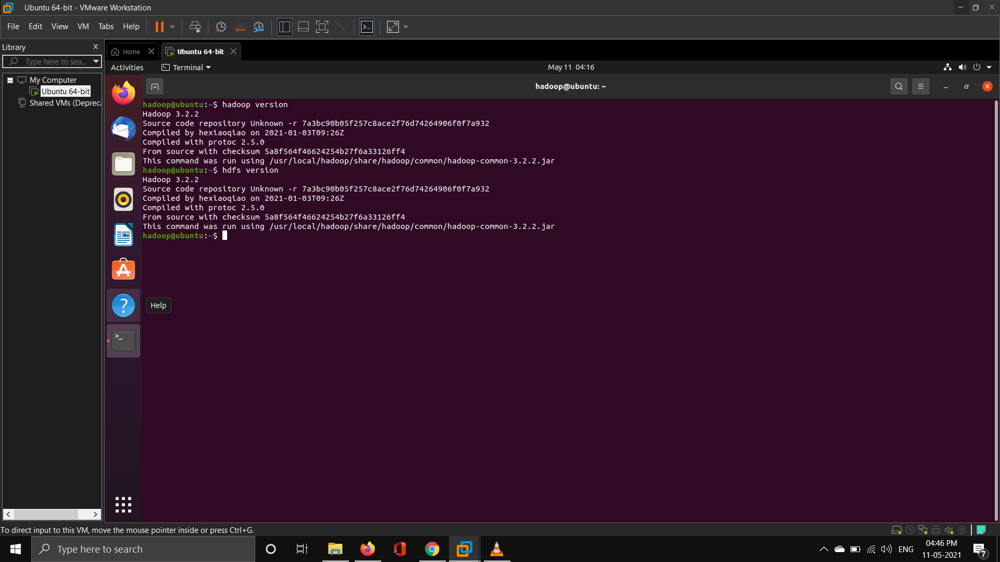 Ubuntu 64-bit - VMware Workstation
File Edit View VM Tabs Help
Library
Type here to sea...
My Computer
Ubuntu 64-bit
Shared VMs (Depreca
Home
Ubuntu 64-bit
Activities Terminal May 11 04:16
hadoop@ubuntu: ~
hadoop@ubuntu:~$ hadoop version
Hadoop 3.2.2
Source code repository Unknown -r 7a3bc90b05f257c8ace2f76d74264906f0f7a932
Compiled by hexiaoqiao on 2021-01-03T09:26Z
Compiled with protoc 2.5.0
From source with checksum 5a8f564f46624254b27f6a33126ff4
This command was run using /usr/local/hadoop/share/hadoop/common/hadoop-common-3.2.2.jar
hadoop@ubuntu:~$ hdfs version
Hadoop 3.2.2
Source code repository Unknown -r 7a3bc90b05f257c8ace2f76d74264906f0f7a932
Compiled by hexiaoqiao on 2021-01-03T09:26Z
Compiled with protoc 2.5.0
From source with checksum 5a8f564f46624254b27f6a33126ff4
This command was run using /usr/local/hadoop/share/hadoop/common/hadoop-common-3.2.2.jar
hadoop@ubuntu:~$
Help
To direct input to this VM, move the mouse pointer inside or press Ctrl+G.
Type here to search
ENG
04:46 PM
11-05-2021
7